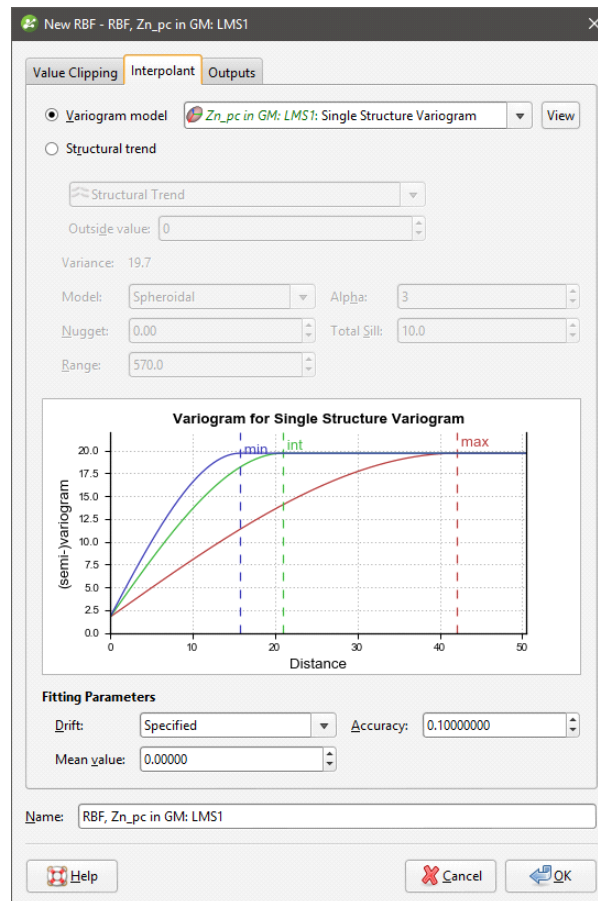 New RBF - RBF, Zn_pc in GM: LMS1
Value Clipping Interpolant Outputs
Variogram model Zn_pc in GM: LMS1: Single Structure Variogram View
Structural trend
Structural Trend
Outside value: 0
Variance: 19.7
Model: Spheroidal Alpha: 3
Nugget: 0.00 Total Sill: 10.0
Range: 570.0
Variogram for Single Structure Variogram
min int max
20.0
17.5
15.0
12.5
10.0
7.5
5.0
2.5
0.0
(semi-)variogram
0 10 20 30 40 50
Distance
Fitting Parameters
Drift: Specified Accuracy: 0.10000000
Mean value: 0.00000
Name: RBF, Zn_pc in GM: LMS1
Help Cancel OK